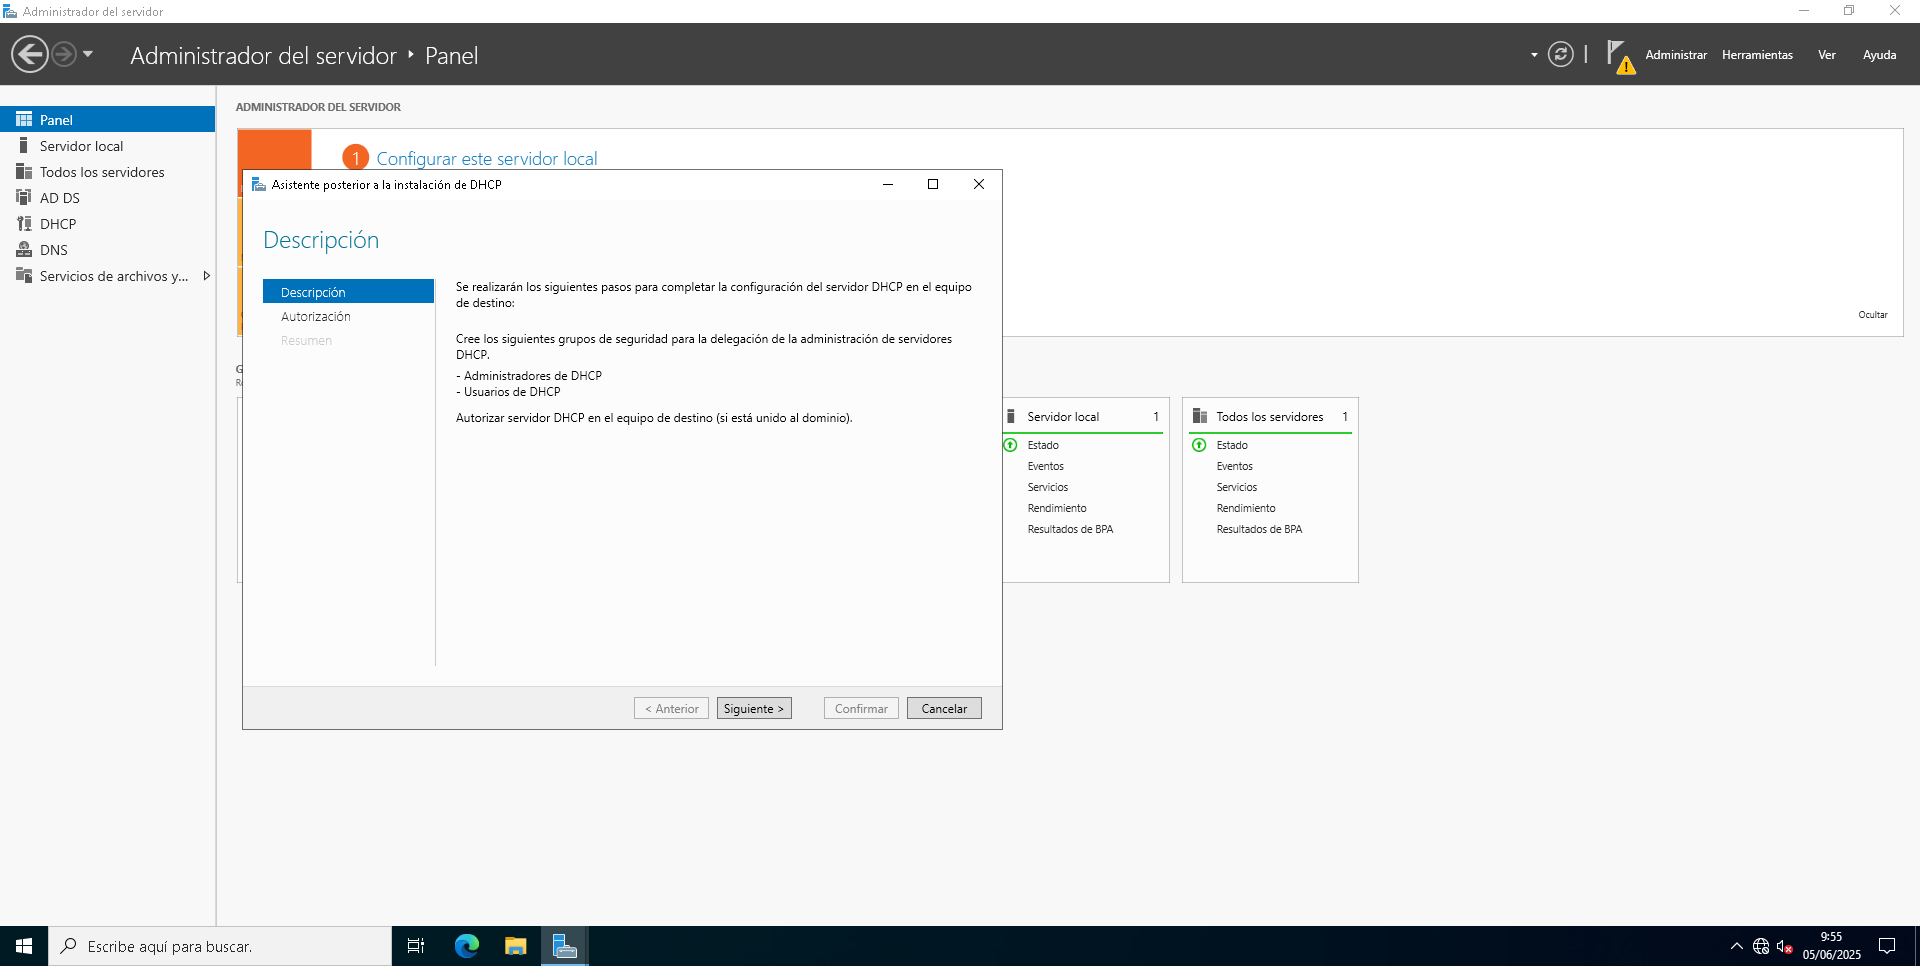 Administrador del servidor
Administrador del servidor ‣ Panel
Administrar
Herramientas
Ver
Ayuda
Panel
Servidor local
Todos los servidores
AD DS
DHCP
DNS
Servicios de archivos y...
ADMINISTRADOR DEL SERVIDOR
1 Configurar este servidor local
Ocultar
Asistente posterior a la instalación de DHCP
Descripción
Descripción
Autorización
Resumen
Se realizarán los siguientes pasos para completar la configuración del servidor DHCP en el equipo
de destino:
Cree los siguientes grupos de seguridad para la delegación de la administración de servidores
DHCP.
- Administradores de DHCP
- Usuarios de DHCP
Autorizar servidor DHCP en el equipo de destino (si está unido al dominio).
< Anterior
Siguiente >
Confirmar
Cancelar
Servidor local 1
Estado
Eventos
Servicios
Rendimiento
Resultados de BPA
Todos los servidores 1
Estado
Eventos
Servicios
Rendimiento
Resultados de BPA
Escribe aquí para buscar.
9:55
05/06/2025